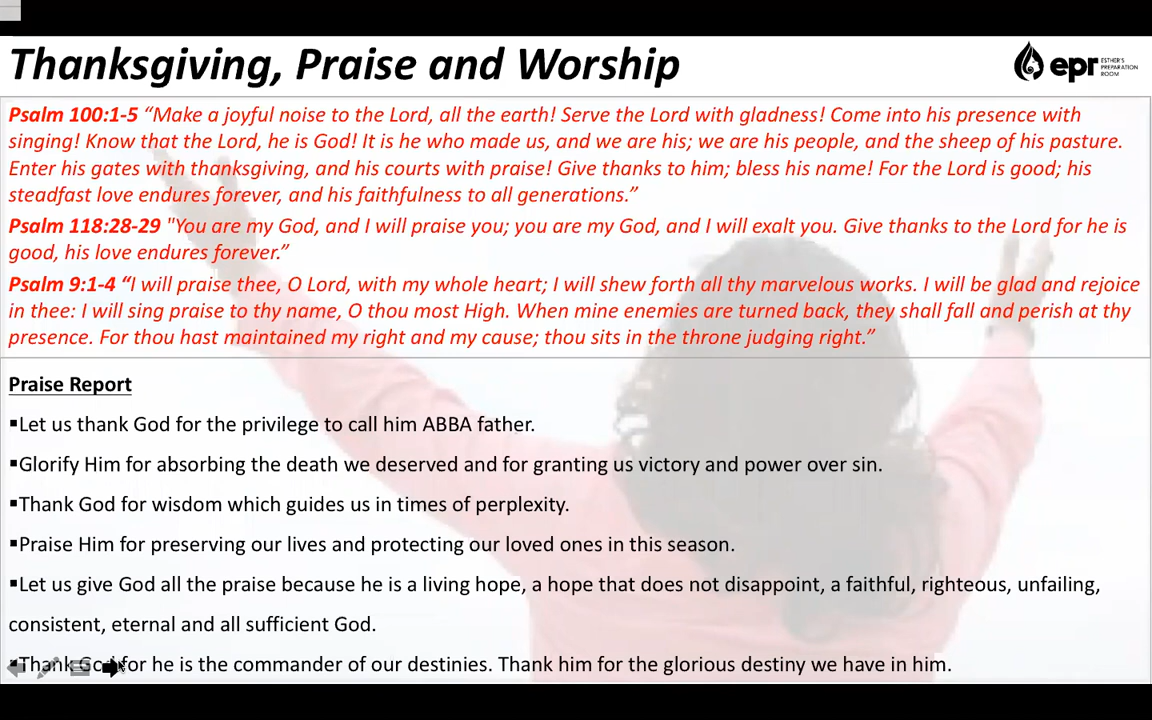 Thanksgiving, Praise and Worship
epr ESTHER'S
PREPARATION
ROOM
Psalm 100:1-5 “Make a joyful noise to the Lord, all the earth! Serve the Lord with gladness! Come into his presence with
singing! Know that the Lord, he is God! It is he who made us, and we are his; we are his people, and the sheep of his pasture.
Enter his gates with thanksgiving, and his courts with praise! Give thanks to him; bless his name! For the Lord is good; his
steadfast love endures forever, and his faithfulness to all generations.”
Psalm 118:28-29 "You are my God, and I will praise you; you are my God, and I will exalt you. Give thanks to the Lord for he is
good, his love endures forever.”
Psalm 9:1-4 “I will praise thee, O Lord, with my whole heart; I will shew forth all thy marvelous works. I will be glad and rejoice
in thee: I will sing praise to thy name, O thou most High. When mine enemies are turned back, they shall fall and perish at thy
presence. For thou hast maintained my right and my cause; thou sits in the throne judging right.”
Praise Report
▪Let us thank God for the privilege to call him ABBA father.
▪Glorify Him for absorbing the death we deserved and for granting us victory and power over sin.
▪Thank God for wisdom which guides us in times of perplexity.
▪Praise Him for preserving our lives and protecting our loved ones in this season.
▪Let us give God all the praise because he is a living hope, a hope that does not disappoint, a faithful, righteous, unfailing,
consistent, eternal and all sufficient God.
▪Thank God for he is the commander of our destinies. Thank him for the glorious destiny we have in him.